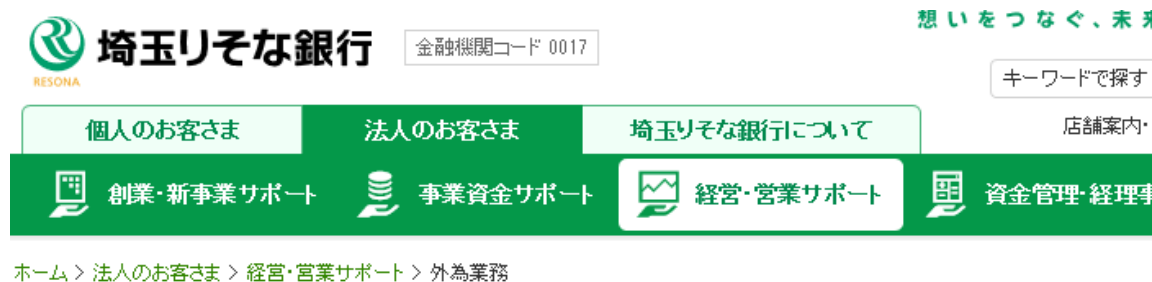 想いをつなぐ、未来
埼玉りそな銀行
金融機関コード 0017
RESONA
キーワードで探す
個人のお客さま
法人のお客さま
埼玉りそな銀行について
店舗案内・
創業・新事業サポート
事業資金サポート
経営・営業サポート
資金管理・経理事
ホーム > 法人のお客さま > 経営・営業サポート > 外為業務